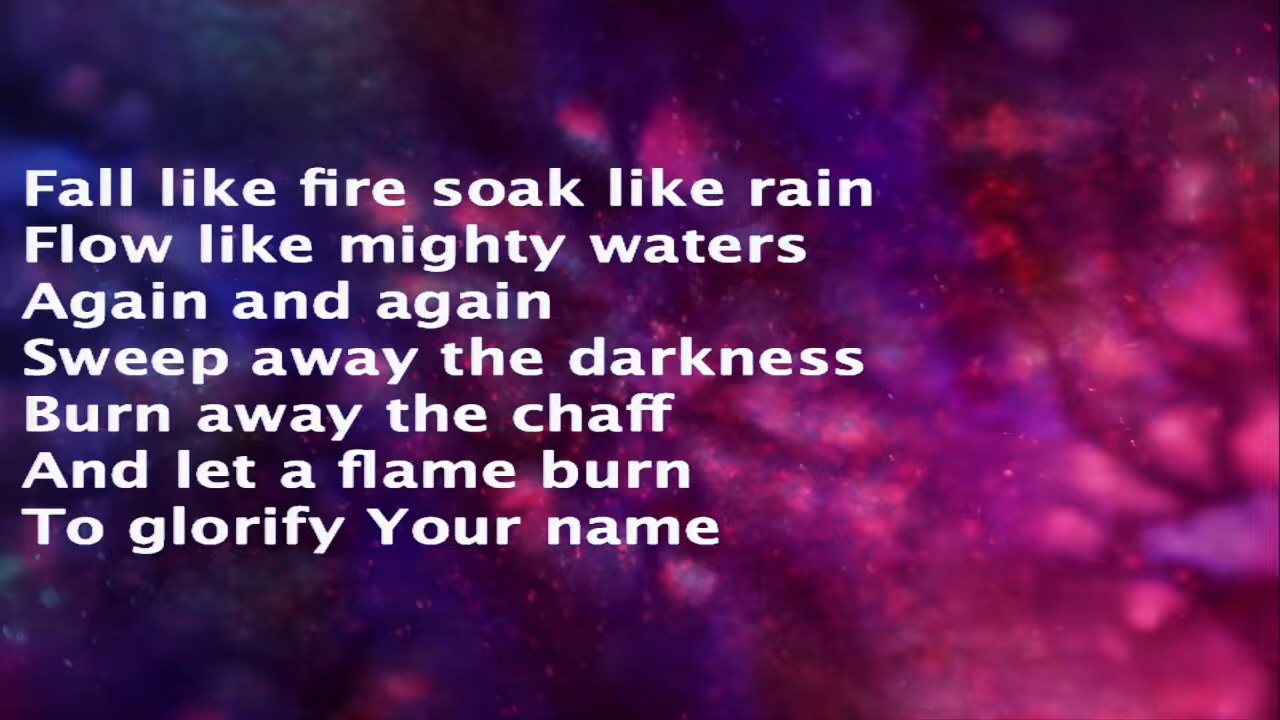 Fall like fire soak like rain
Flow like mighty waters
Again and again
Sweep away the darkness
Burn away the chaff
And let a flame burn
To glorify Your name